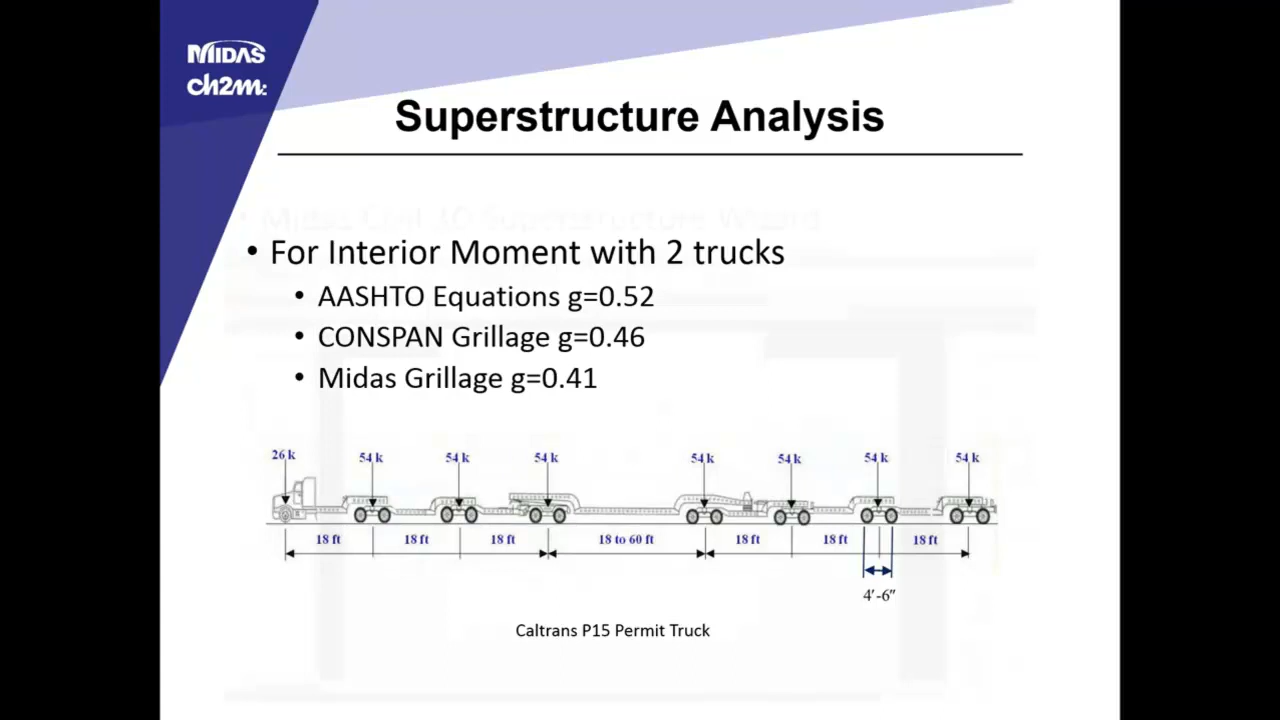 MIDAS
ch2m:
Superstructure Analysis
• For Interior Moment with 2 trucks
• AASHTO Equations g=0.52
• CONSPAN Grillage g=0.46
• Midas Grillage g=0.41
26 k 54 k 54 k 54 k 54 k 54 k 54 k 54 k
18 ft 18 ft 18 ft 18 to 60 ft 18 ft 18 ft 18 ft
4'-6"
Caltrans P15 Permit Truck